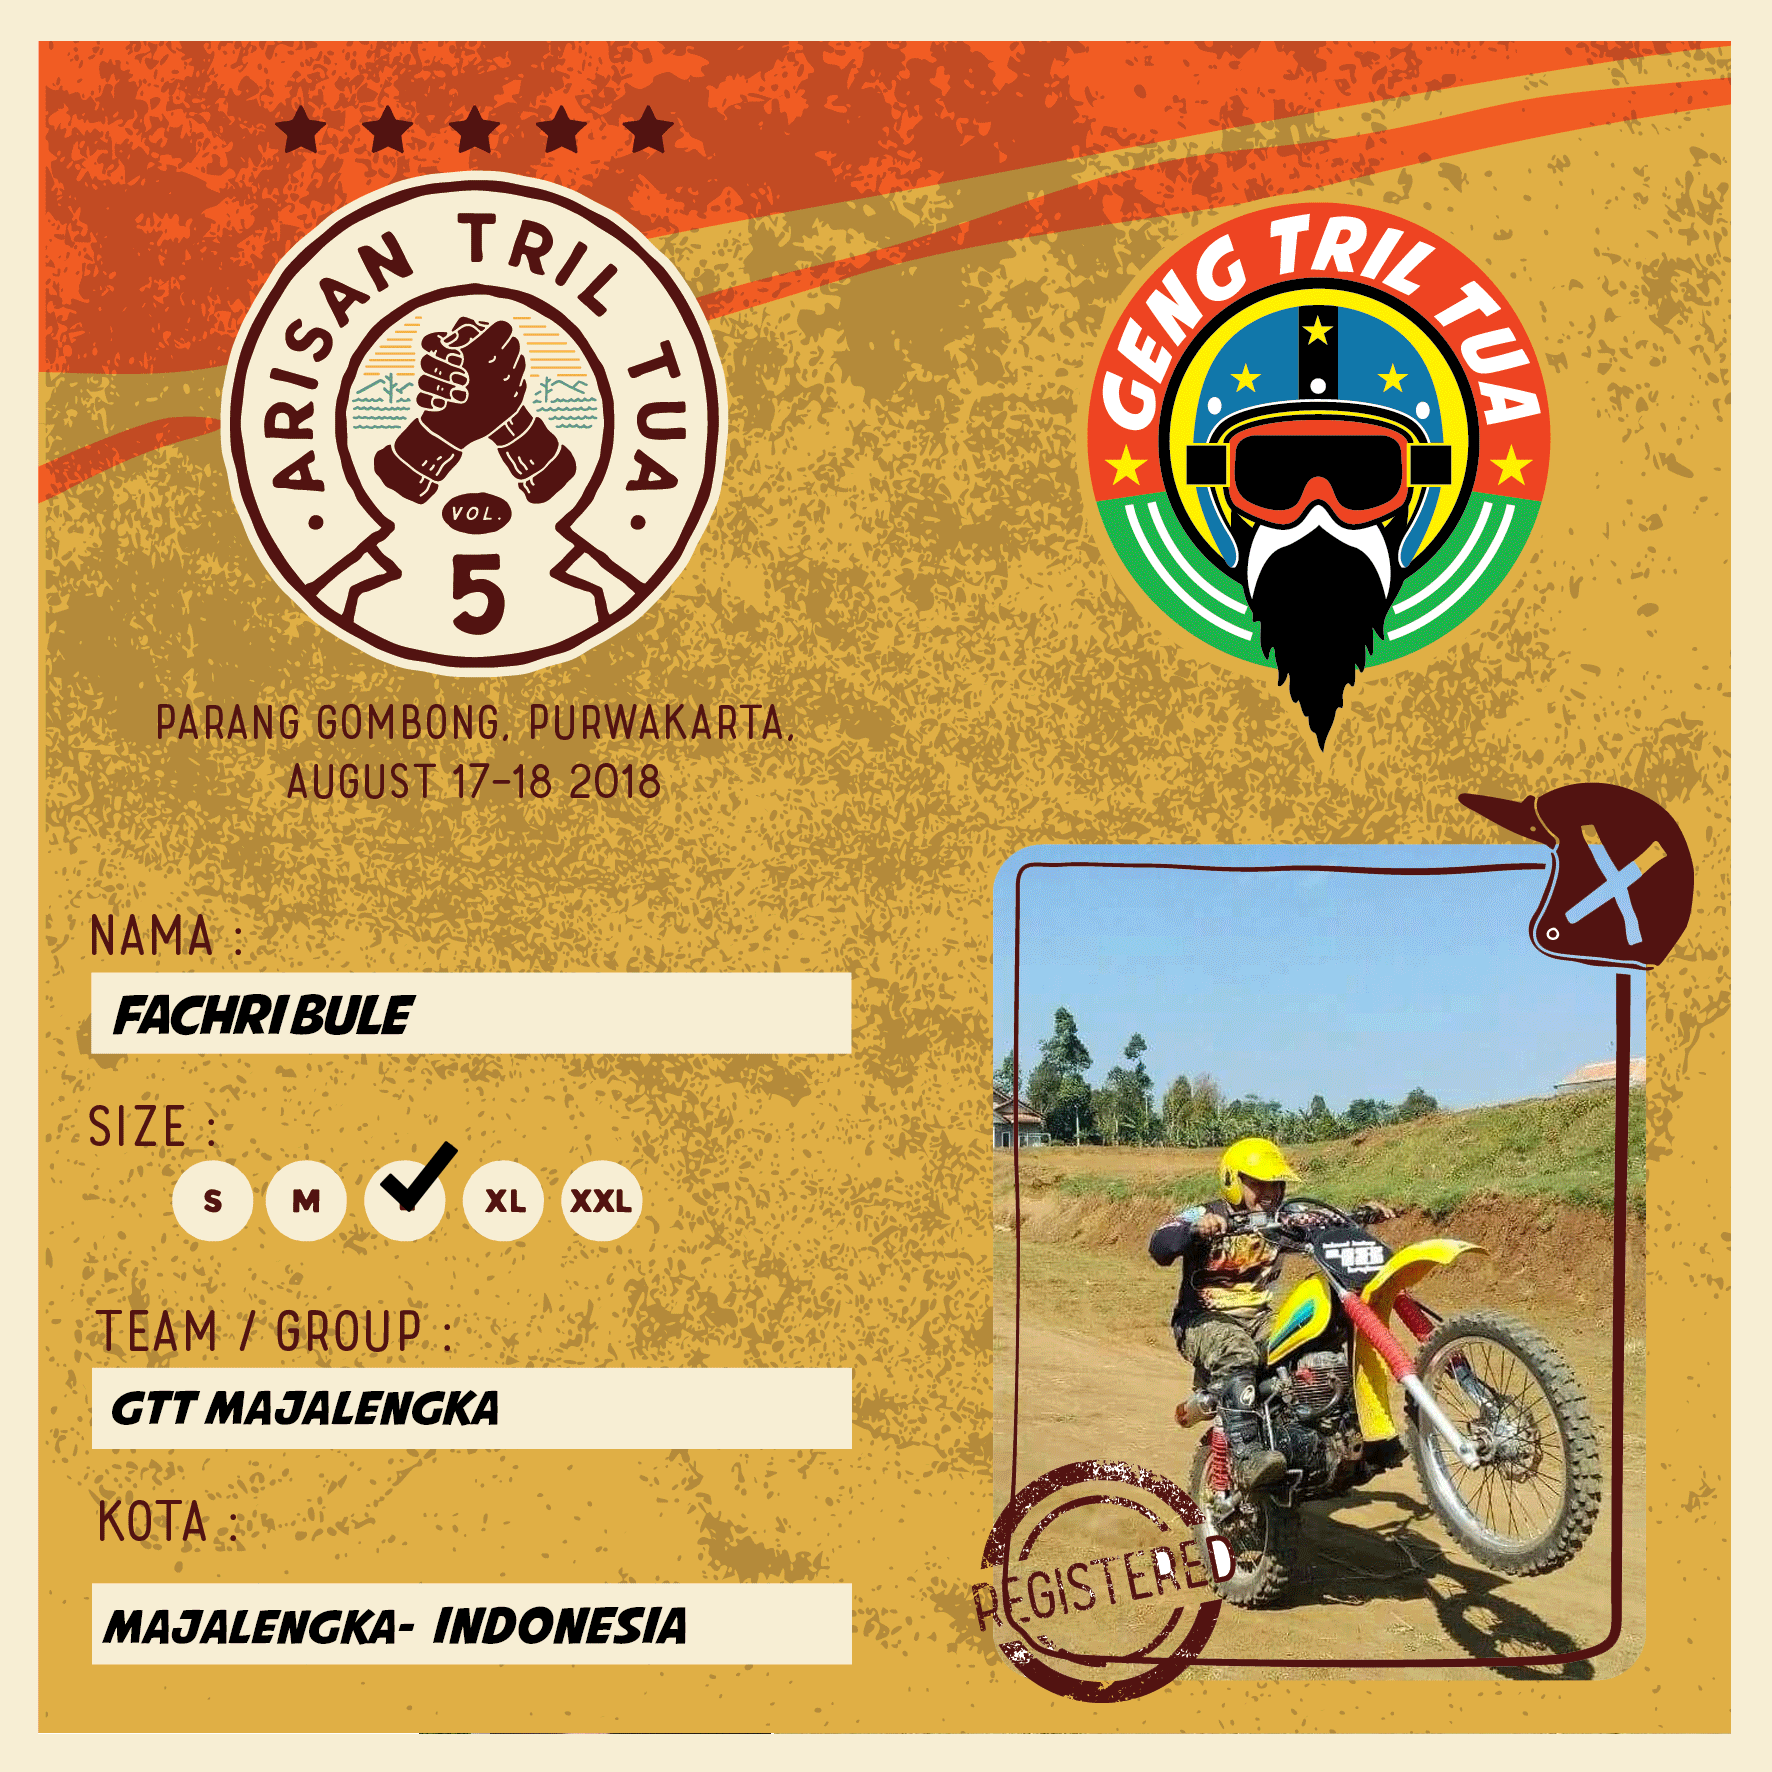 ARISAN TRIL TUA
VOL.
5
GENG TRIL TUA
PARANG GOMBONG, PURWAKARTA,
AUGUST 17-18 2018
NAMA :
FACHRI BULE
SIZE :
S M XL XXL
TEAM / GROUP :
GTT MAJALENGKA
KOTA :
MAJALENGKA- INDONESIA
REGISTERED